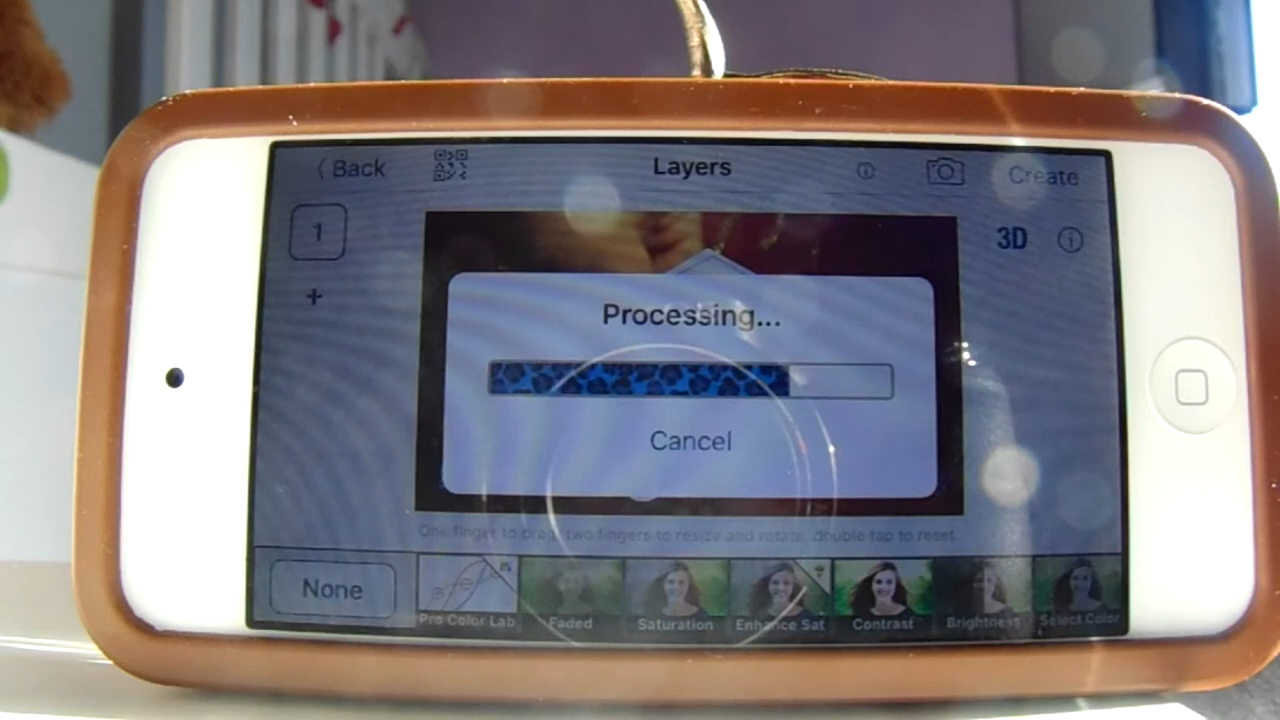 Back
Layers
Create
1
3D
+
Processing...
Cancel
One finger to drag, two fingers to resize and rotate, double tap to reset.
None
Pro Color Lab
Faded
Saturation
Enhance Sat
Contrast
Brightness
Select Color